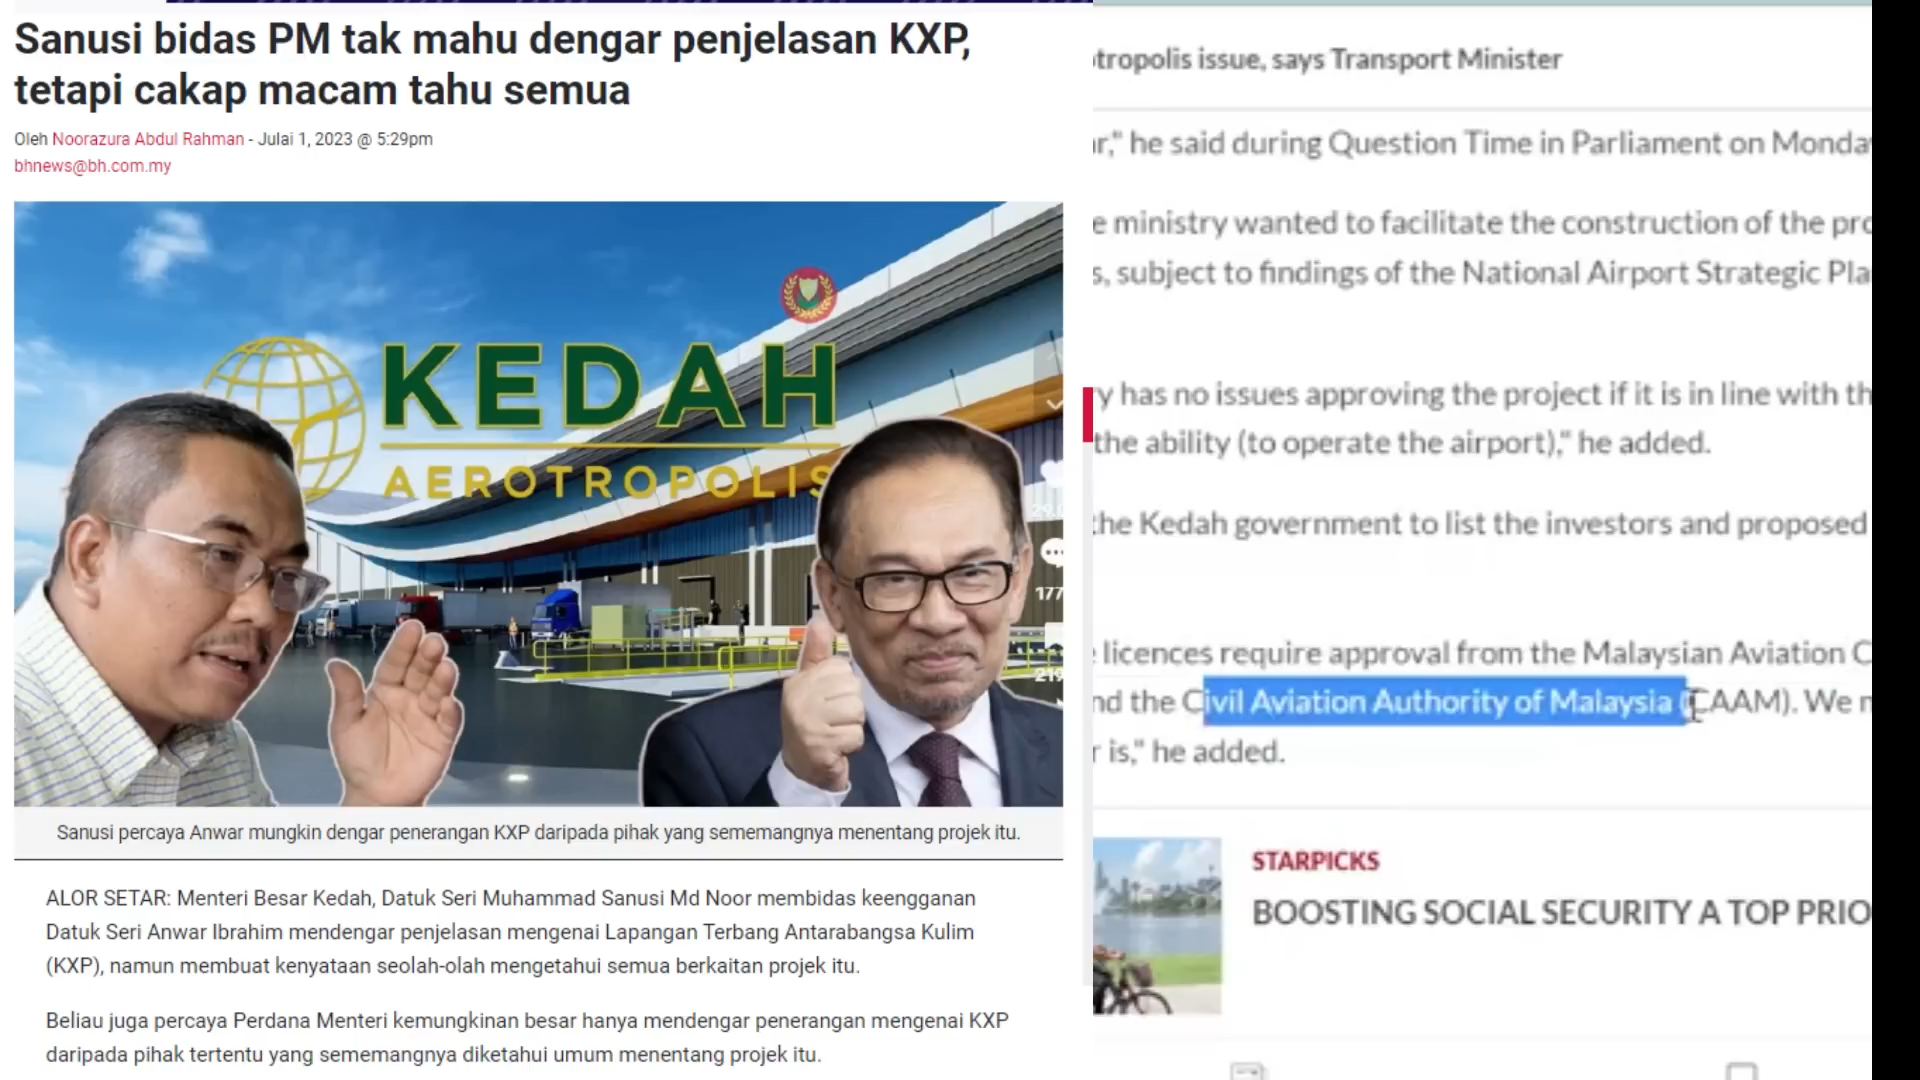 Sanusi bidas PM tak mahu dengar penjelasan KXP,
tetapi cakap macam tahu semua
Oleh Noorazura Abdul Rahman - Julai 1, 2023 @ 5:29pm
bhnews@bh.com.my
KEDAH
AEROTROPOLIS
177
219
Sanusi percaya Anwar mungkin dengar penerangan KXP daripada pihak yang sememangnya menentang projek itu.
ALOR SETAR: Menteri Besar Kedah, Datuk Seri Muhammad Sanusi Md Noor membidas keengganan
Datuk Seri Anwar Ibrahim mendengar penjelasan mengenai Lapangan Terbang Antarabangsa Kulim
(KXP), namun membuat kenyataan seolah-olah mengetahui semua berkaitan projek itu.
Beliau juga percaya Perdana Menteri kemungkinan besar hanya mendengar penerangan mengenai KXP
daripada pihak tertentu yang sememangnya diketahui umum menentang projek itu.
tropolis issue, says Transport Minister
r," he said during Question Time in Parliament on Monda
e ministry wanted to facilitate the construction of the pro
s, subject to findings of the National Airport Strategic Pla
y has no issues approving the project if it is in line with th
the ability (to operate the airport)," he added.
the Kedah government to list the investors and proposed
licences require approval from the Malaysian Aviation C
nd the Civil Aviation Authority of Malaysia (CAAM). We n
r is," he added.
STARPICKS
BOOSTING SOCIAL SECURITY A TOP PRIO